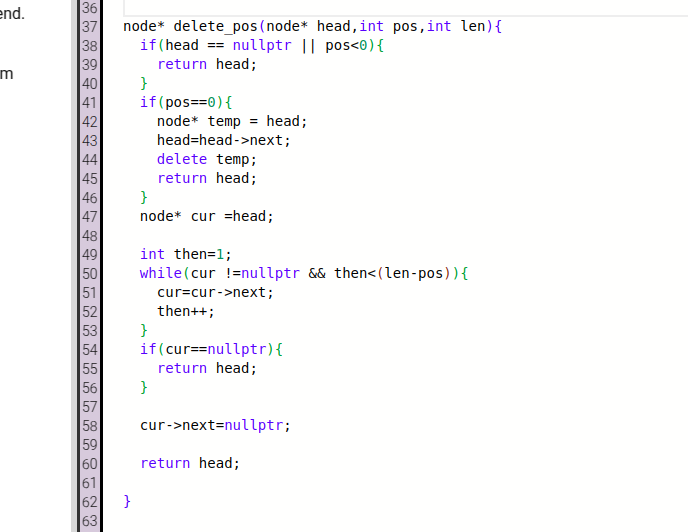 end.
m
36
37 node* delete_pos(node* head,int pos,int len){
38 if(head == nullptr || pos<0){
39 return head;
40 }
41 if(pos==0){
42 node* temp = head;
43 head=head->next;
44 delete temp;
45 return head;
46 }
47 node* cur =head;
48
49 int then=1;
50 while(cur !=nullptr && then<(len-pos)){
51 cur=cur->next;
52 then++;
53 }
54 if(cur==nullptr){
55 return head;
56 }
57
58 cur->next=nullptr;
59
60 return head;
61
62 }
63